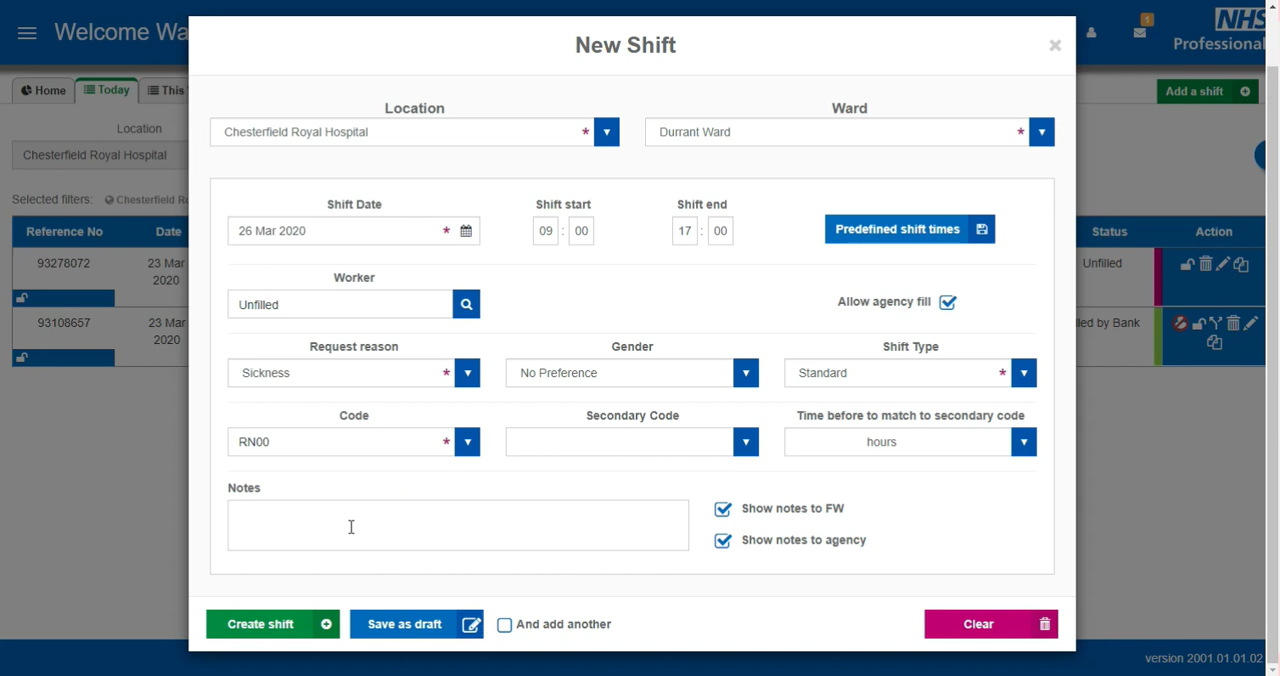 Welcome Wa
1
NHS
Professional
Home
Today
This
Add a shift
Location
Chesterfield Royal Hospital
Selected filters:
Chesterfield Ro
Reference No
Date
Status
Action
93278072
23 Mar
2020
Unfilled
93108657
23 Mar
2020
led by Bank
New Shift
×
Location
Ward
Chesterfield Royal Hospital *
Durrant Ward *
Shift Date
Shift start
Shift end
26 Mar 2020 *
09 : 00
17 : 00
Predefined shift times
Worker
Unfilled
Allow agency fill
Request reason
Gender
Shift Type
Sickness *
No Preference
Standard *
Code
Secondary Code
Time before to match to secondary code
RN00 *
hours
Notes
Show notes to FW
Show notes to agency
Create shift
Save as draft
And add another
Clear
version 2001.01.01.02